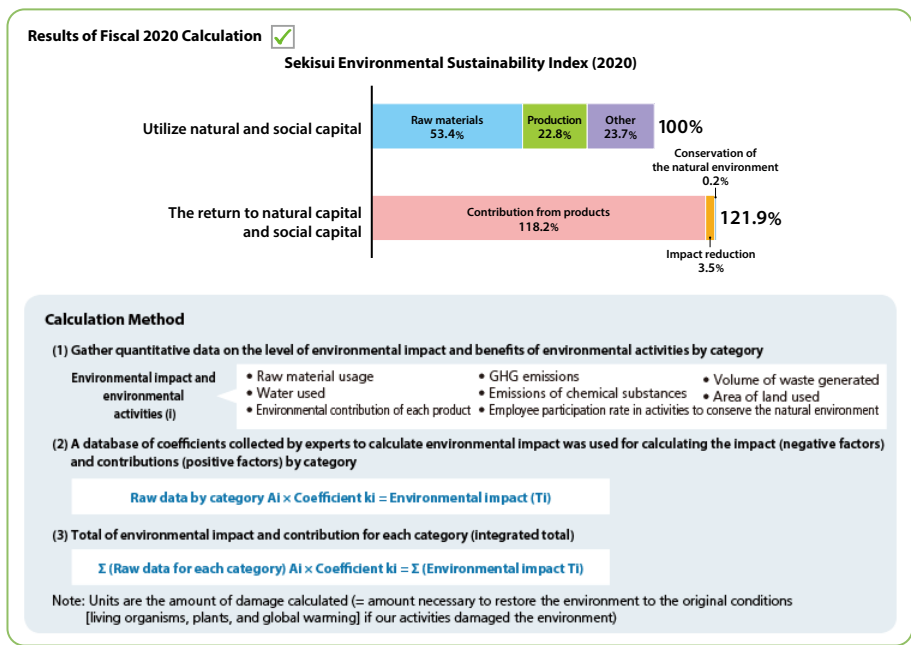 Results of Fiscal 2020 Calculation
Sekisui Environmental Sustainability Index (2020)
Utilize natural and social capital
Raw materials
53.4%
Production
22.8%
Other
23.7%
100%
Conservation of
the natural environment
0.2%
The return to natural capital
and social capital
Contribution from products
118.2%
121.9%
Impact reduction
3.5%
Calculation Method
(1) Gather quantitative data on the level of environmental impact and benefits of environmental activities by category
Environmental impact and
environmental
activities (i)
• Raw material usage
• GHG emissions
• Volume of waste generated
• Water used
• Emissions of chemical substances
• Area of land used
• Environmental contribution of each product
• Employee participation rate in activities to conserve the natural environment
(2) A database of coefficients collected by experts to calculate environmental impact was used for calculating the impact (negative factors)
and contributions (positive factors) by category
Raw data by category Ai × Coefficient ki = Environmental impact (Ti)
(3) Total of environmental impact and contribution for each category (integrated total)
Σ (Raw data for each category) Ai × Coefficient ki = Σ (Environmental impact Ti)
Note: Units are the amount of damage calculated (= amount necessary to restore the environment to the original conditions
[living organisms, plants, and global warming] if our activities damaged the environment)